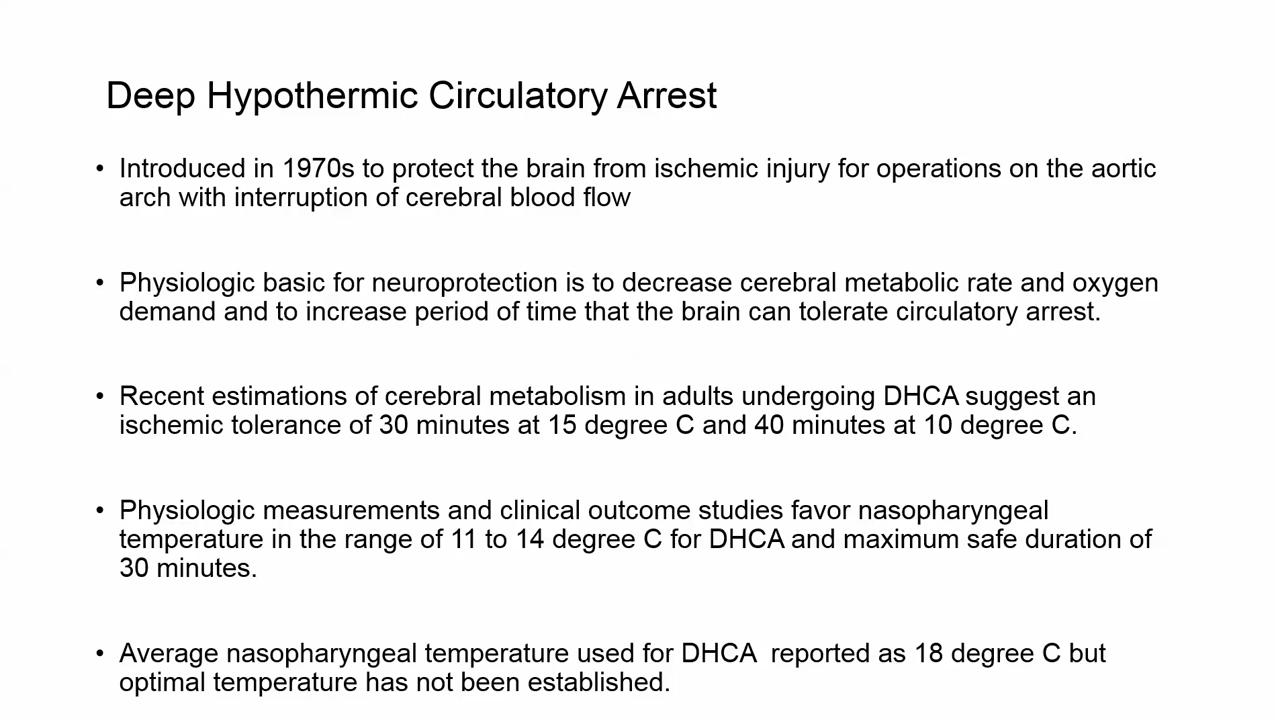 Deep Hypothermic Circulatory Arrest
• Introduced in 1970s to protect the brain from ischemic injury for operations on the aortic
arch with interruption of cerebral blood flow
• Physiologic basic for neuroprotection is to decrease cerebral metabolic rate and oxygen
demand and to increase period of time that the brain can tolerate circulatory arrest.
• Recent estimations of cerebral metabolism in adults undergoing DHCA suggest an
ischemic tolerance of 30 minutes at 15 degree C and 40 minutes at 10 degree C.
• Physiologic measurements and clinical outcome studies favor nasopharyngeal
temperature in the range of 11 to 14 degree C for DHCA and maximum safe duration of
30 minutes.
• Average nasopharyngeal temperature used for DHCA  reported as 18 degree C but
optimal temperature has not been established.